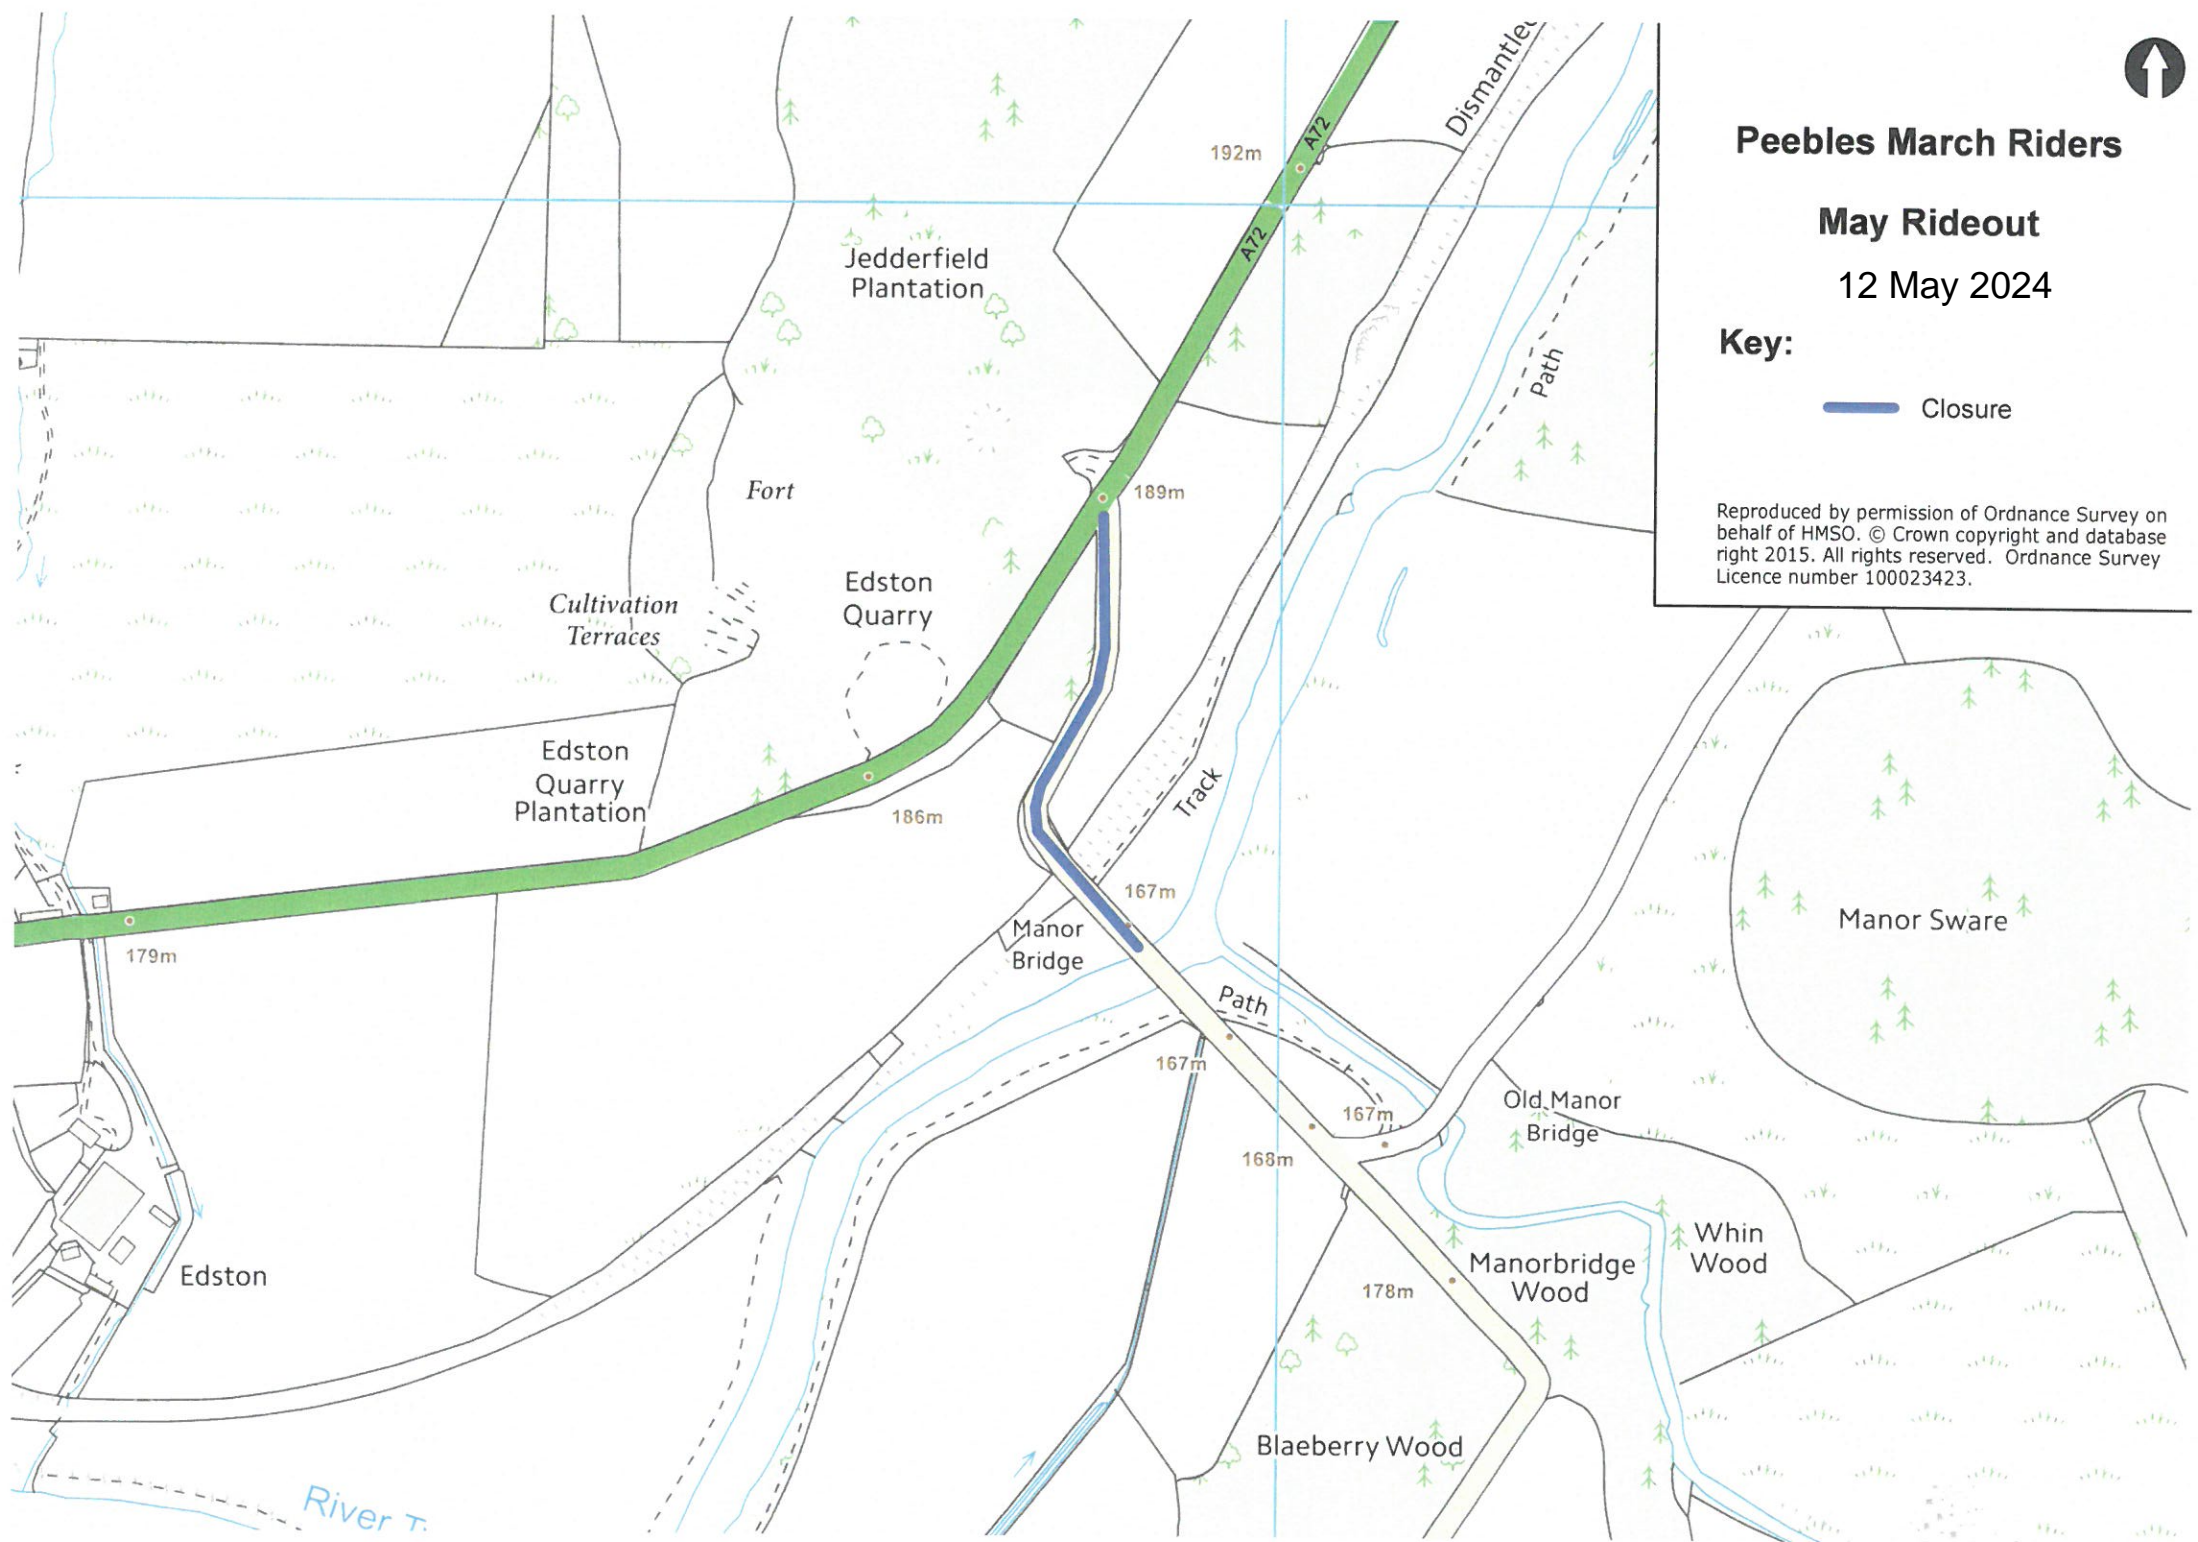 Peebles March Riders
May Rideout
12 May 2024
Key:
Closure
Reproduced by permission of Ordnance Survey on
behalf of HMSO. © Crown copyright and database
right 2015. All rights reserved. Ordnance Survey
Licence number 100023423.
Dismantled
A72
192m
A72
Jedderfield
Plantation
Path
Fort
189m
Edston
Quarry
Cultivation
Terraces
Edston
Quarry
Plantation
Track
186m
167m
Manor
Bridge
Manor Sware
179m
Path
167m
167m
Old Manor
Bridge
168m
Whin
Wood
Manorbridge
Wood
Edston
178m
Blaeberry Wood
River